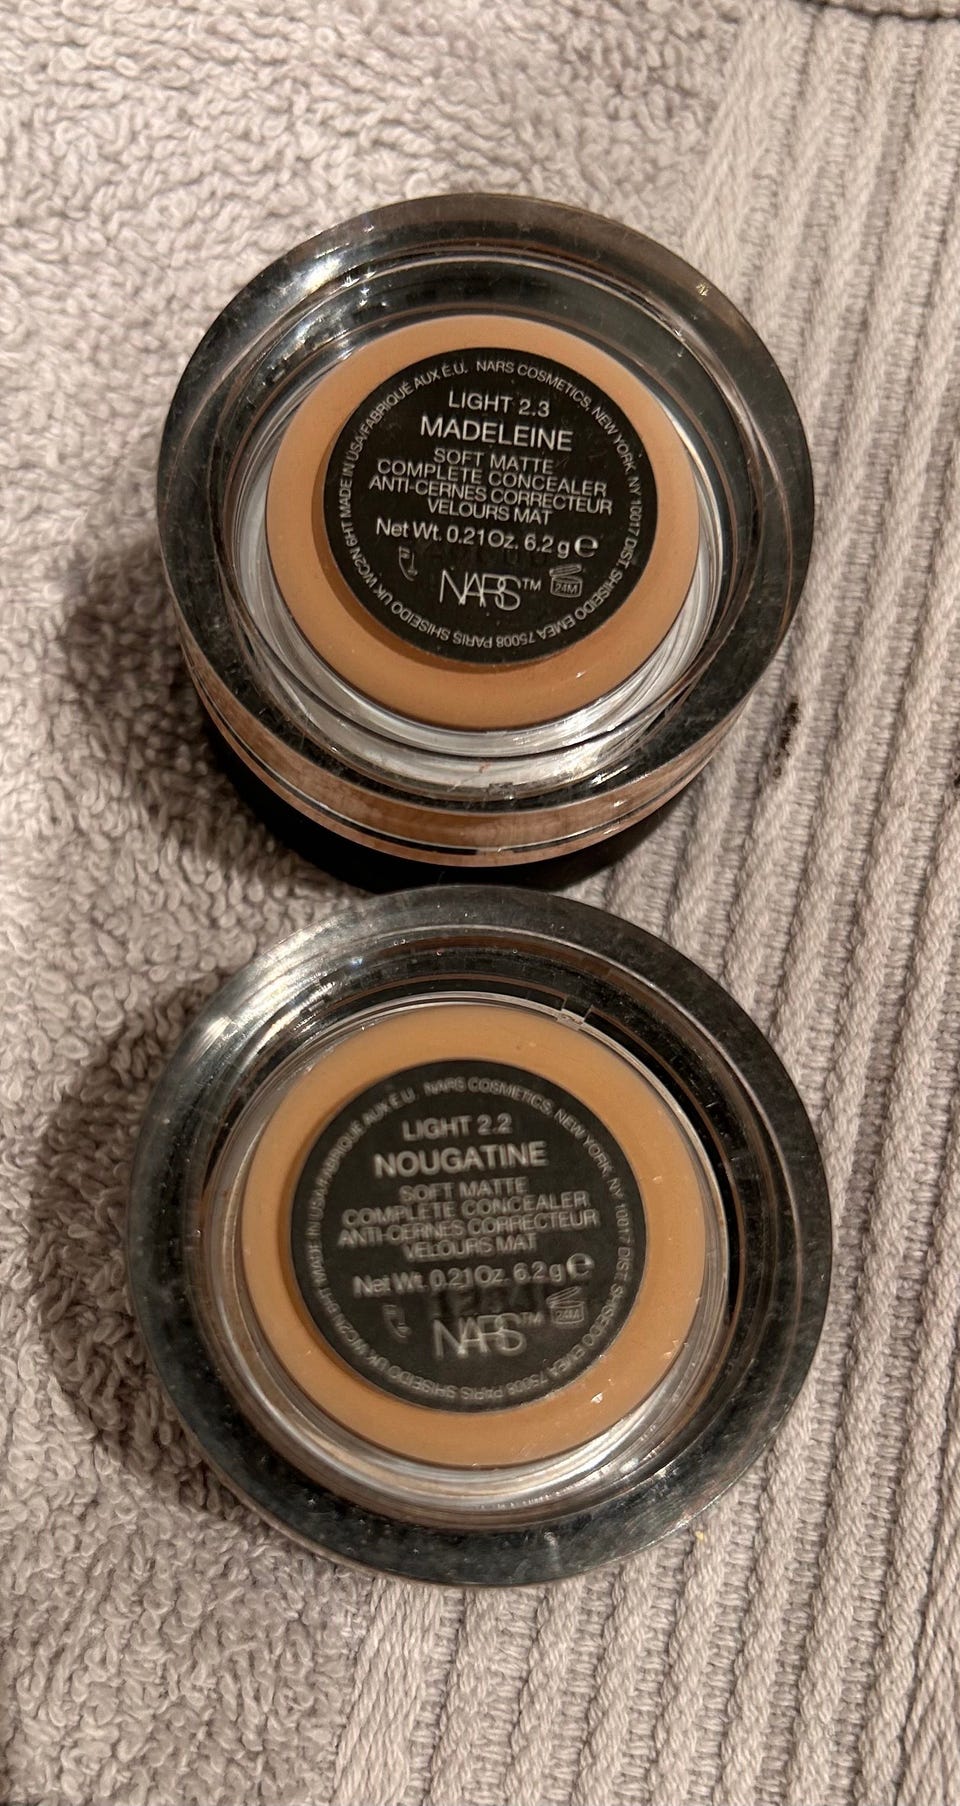 LIGHT 2.3
MADELEINE
SOFT MATTE
COMPLETE CONCEALER
ANTI-CERNES CORRECTEUR
VELOURS MAT
Net Wt. 0.21Oz. 6.2 g ℮
NARS™ 24M
NARS COSMETICS, NEW YORK, NY 10017 DIST. SHISEIDO EMEA 75008 PARIS SHISEIDO UK WC2N 6HT MADE IN USA/FABRIQUÉ AUX É.U.
LIGHT 2.2
NOUGATINE
SOFT MATTE
COMPLETE CONCEALER
ANTI-CERNES CORRECTEUR
VELOURS MAT
Net Wt. 0.21Oz. 6.2 g ℮
NARS™ 24M
NARS COSMETICS, NEW YORK, NY 10017 DIST. SHISEIDO EMEA 75008 PARIS SHISEIDO UK WC2N 6HT MADE IN USA/FABRIQUÉ AUX É.U.